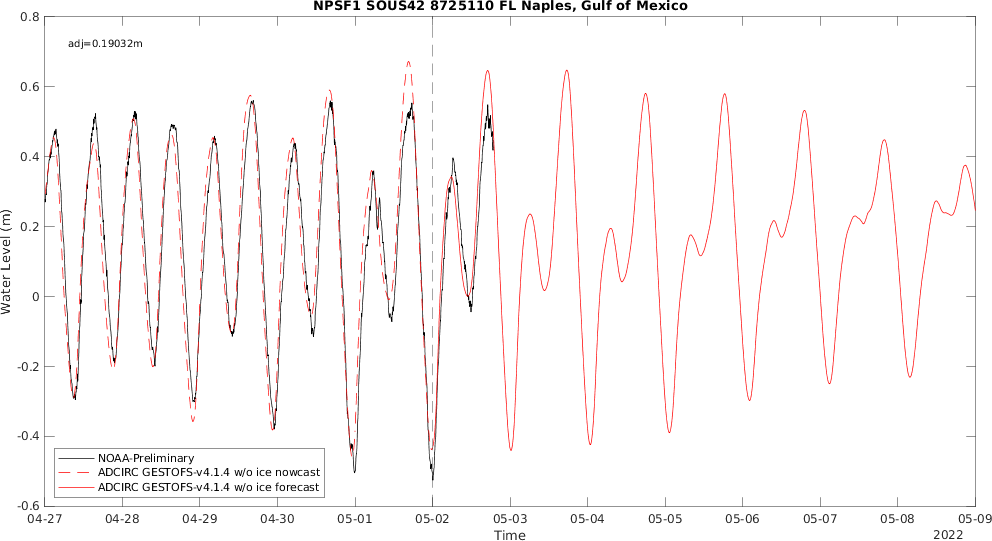 NPSF1 SOUS42 8725110 FL Naples, Gulf of Mexico
0.8
adj=0.19032m
0.6
0.4
0.2
0
-0.2
-0.4
-0.6
Water Level (m)
NOAA-Preliminary
ADCIRC GESTOFS-v4.1.4 w/o ice nowcast
ADCIRC GESTOFS-v4.1.4 w/o ice forecast
04-27 04-28 04-29 04-30 05-01 05-02 05-03 05-04 05-05 05-06 05-07 05-08 05-09
Time
2022